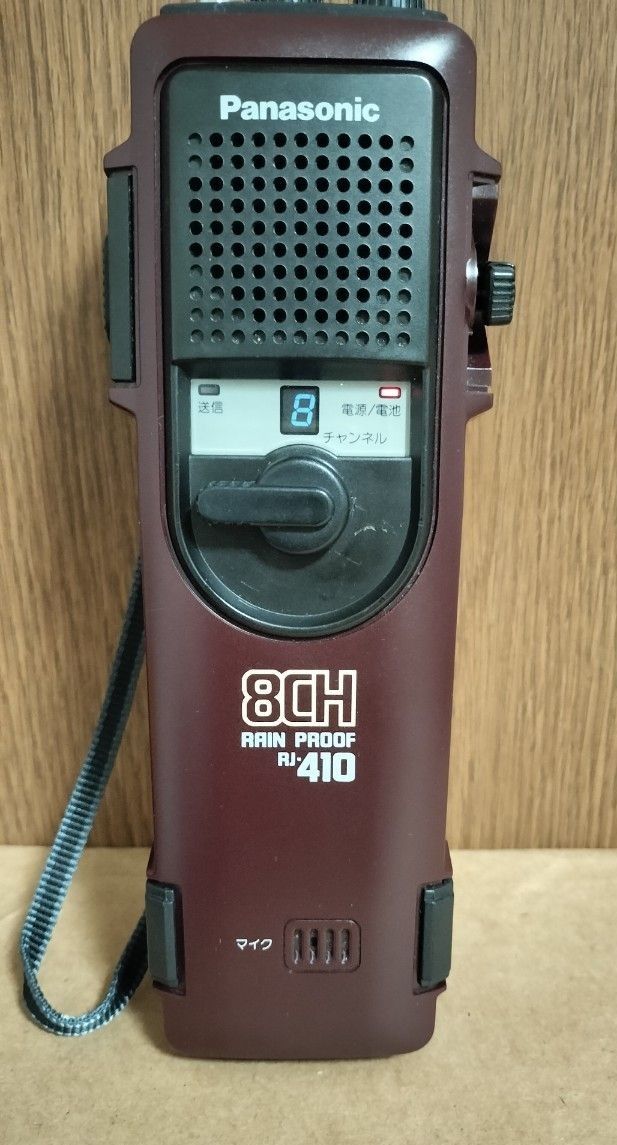 Panasonic
8
送信
電源/電池
チャンネル
8CH
RAIN PROOF
RJ-410
マイク